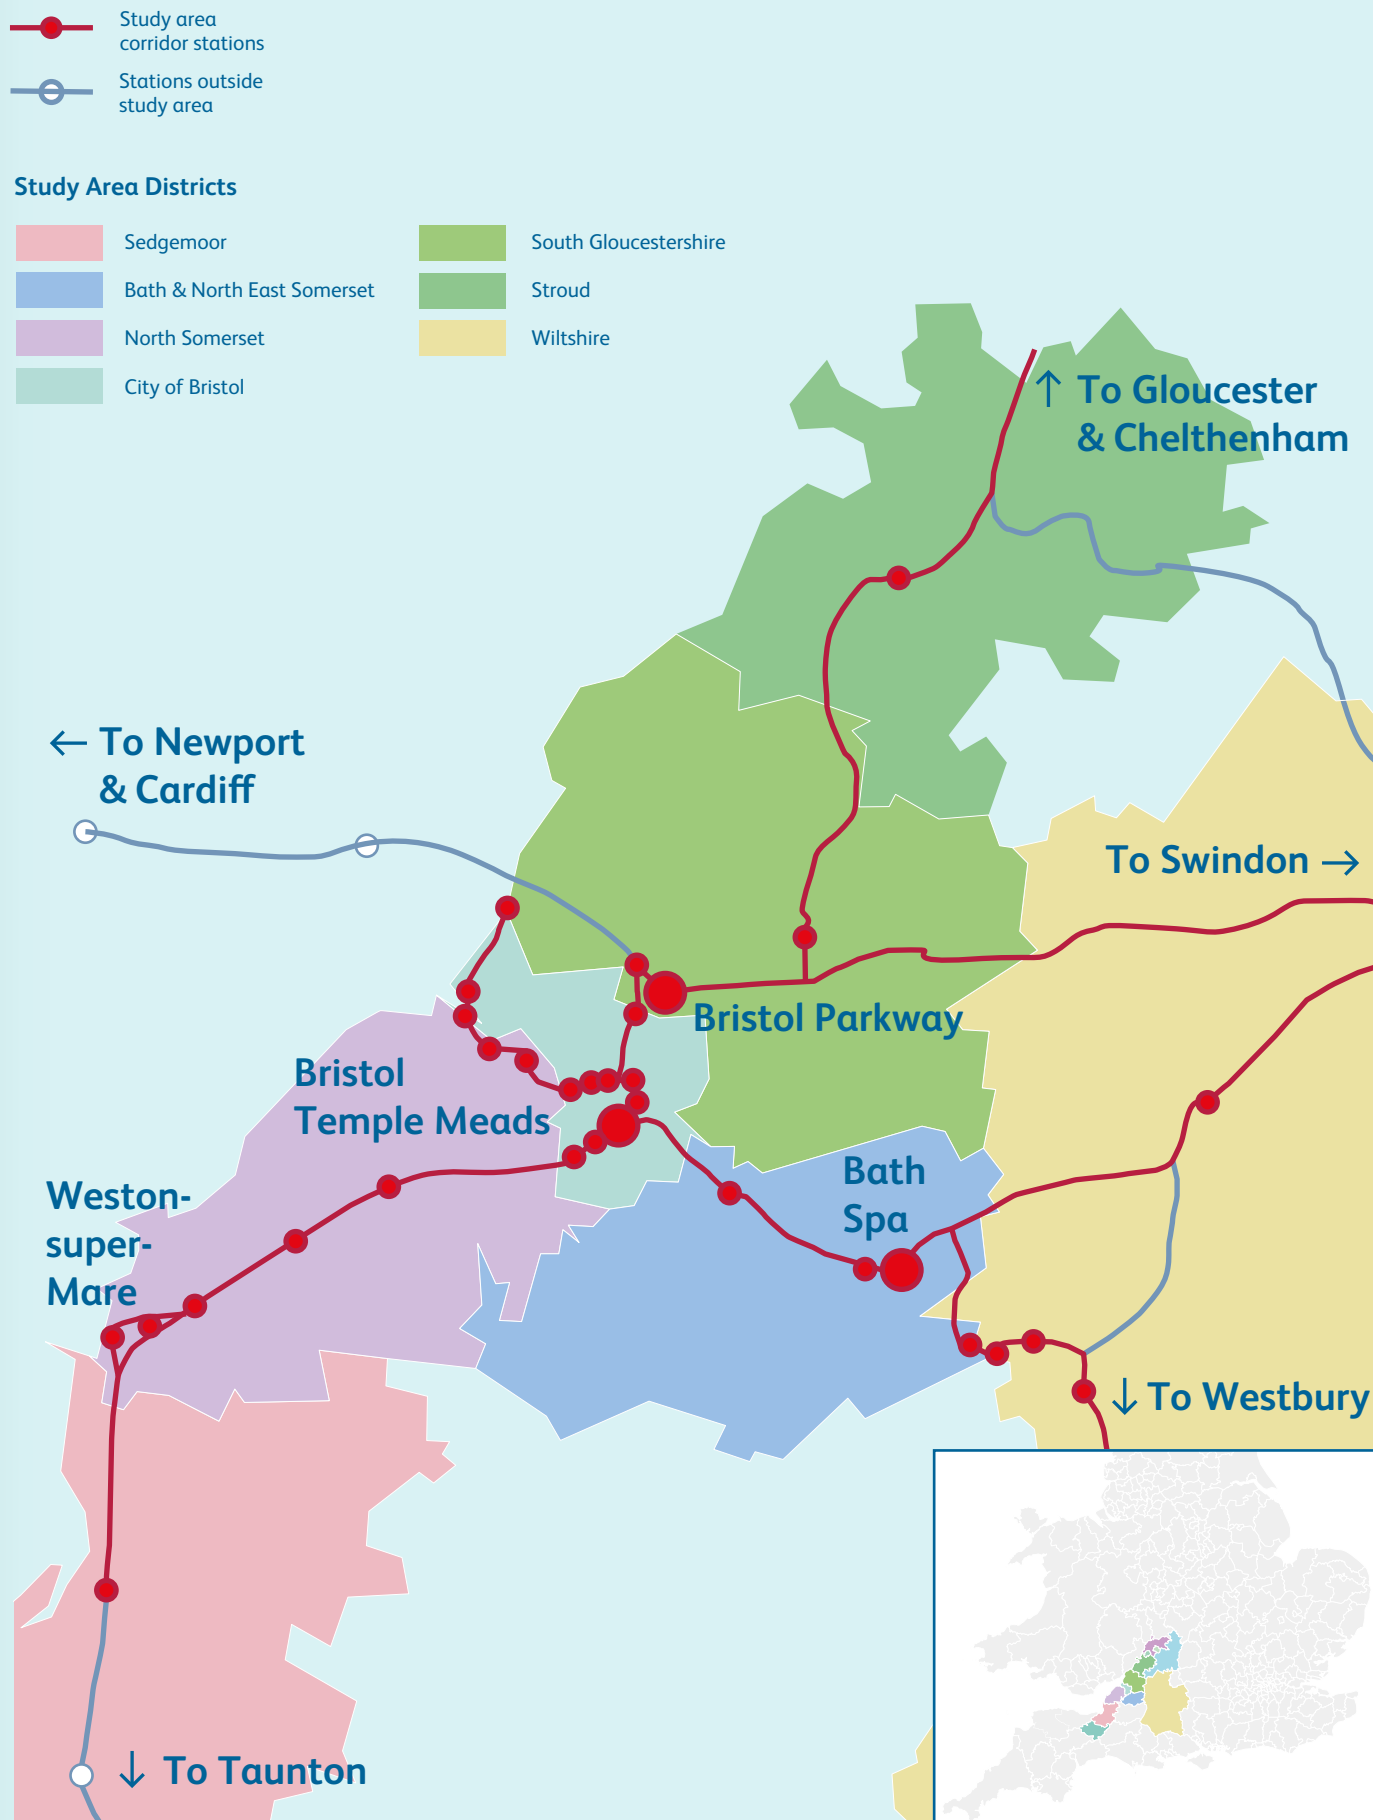 Study area
corridor stations
Stations outside
study area
Study Area Districts
Sedgemoor
Bath & North East Somerset
North Somerset
City of Bristol
South Gloucestershire
Stroud
Wiltshire
↑ To Gloucester
& Chelthenham
← To Newport
& Cardiff
To Swindon →
Bristol Parkway
Bristol
Temple Meads
Bath
Spa
Weston-
super-
Mare
↓ To Westbury
↓ To Taunton